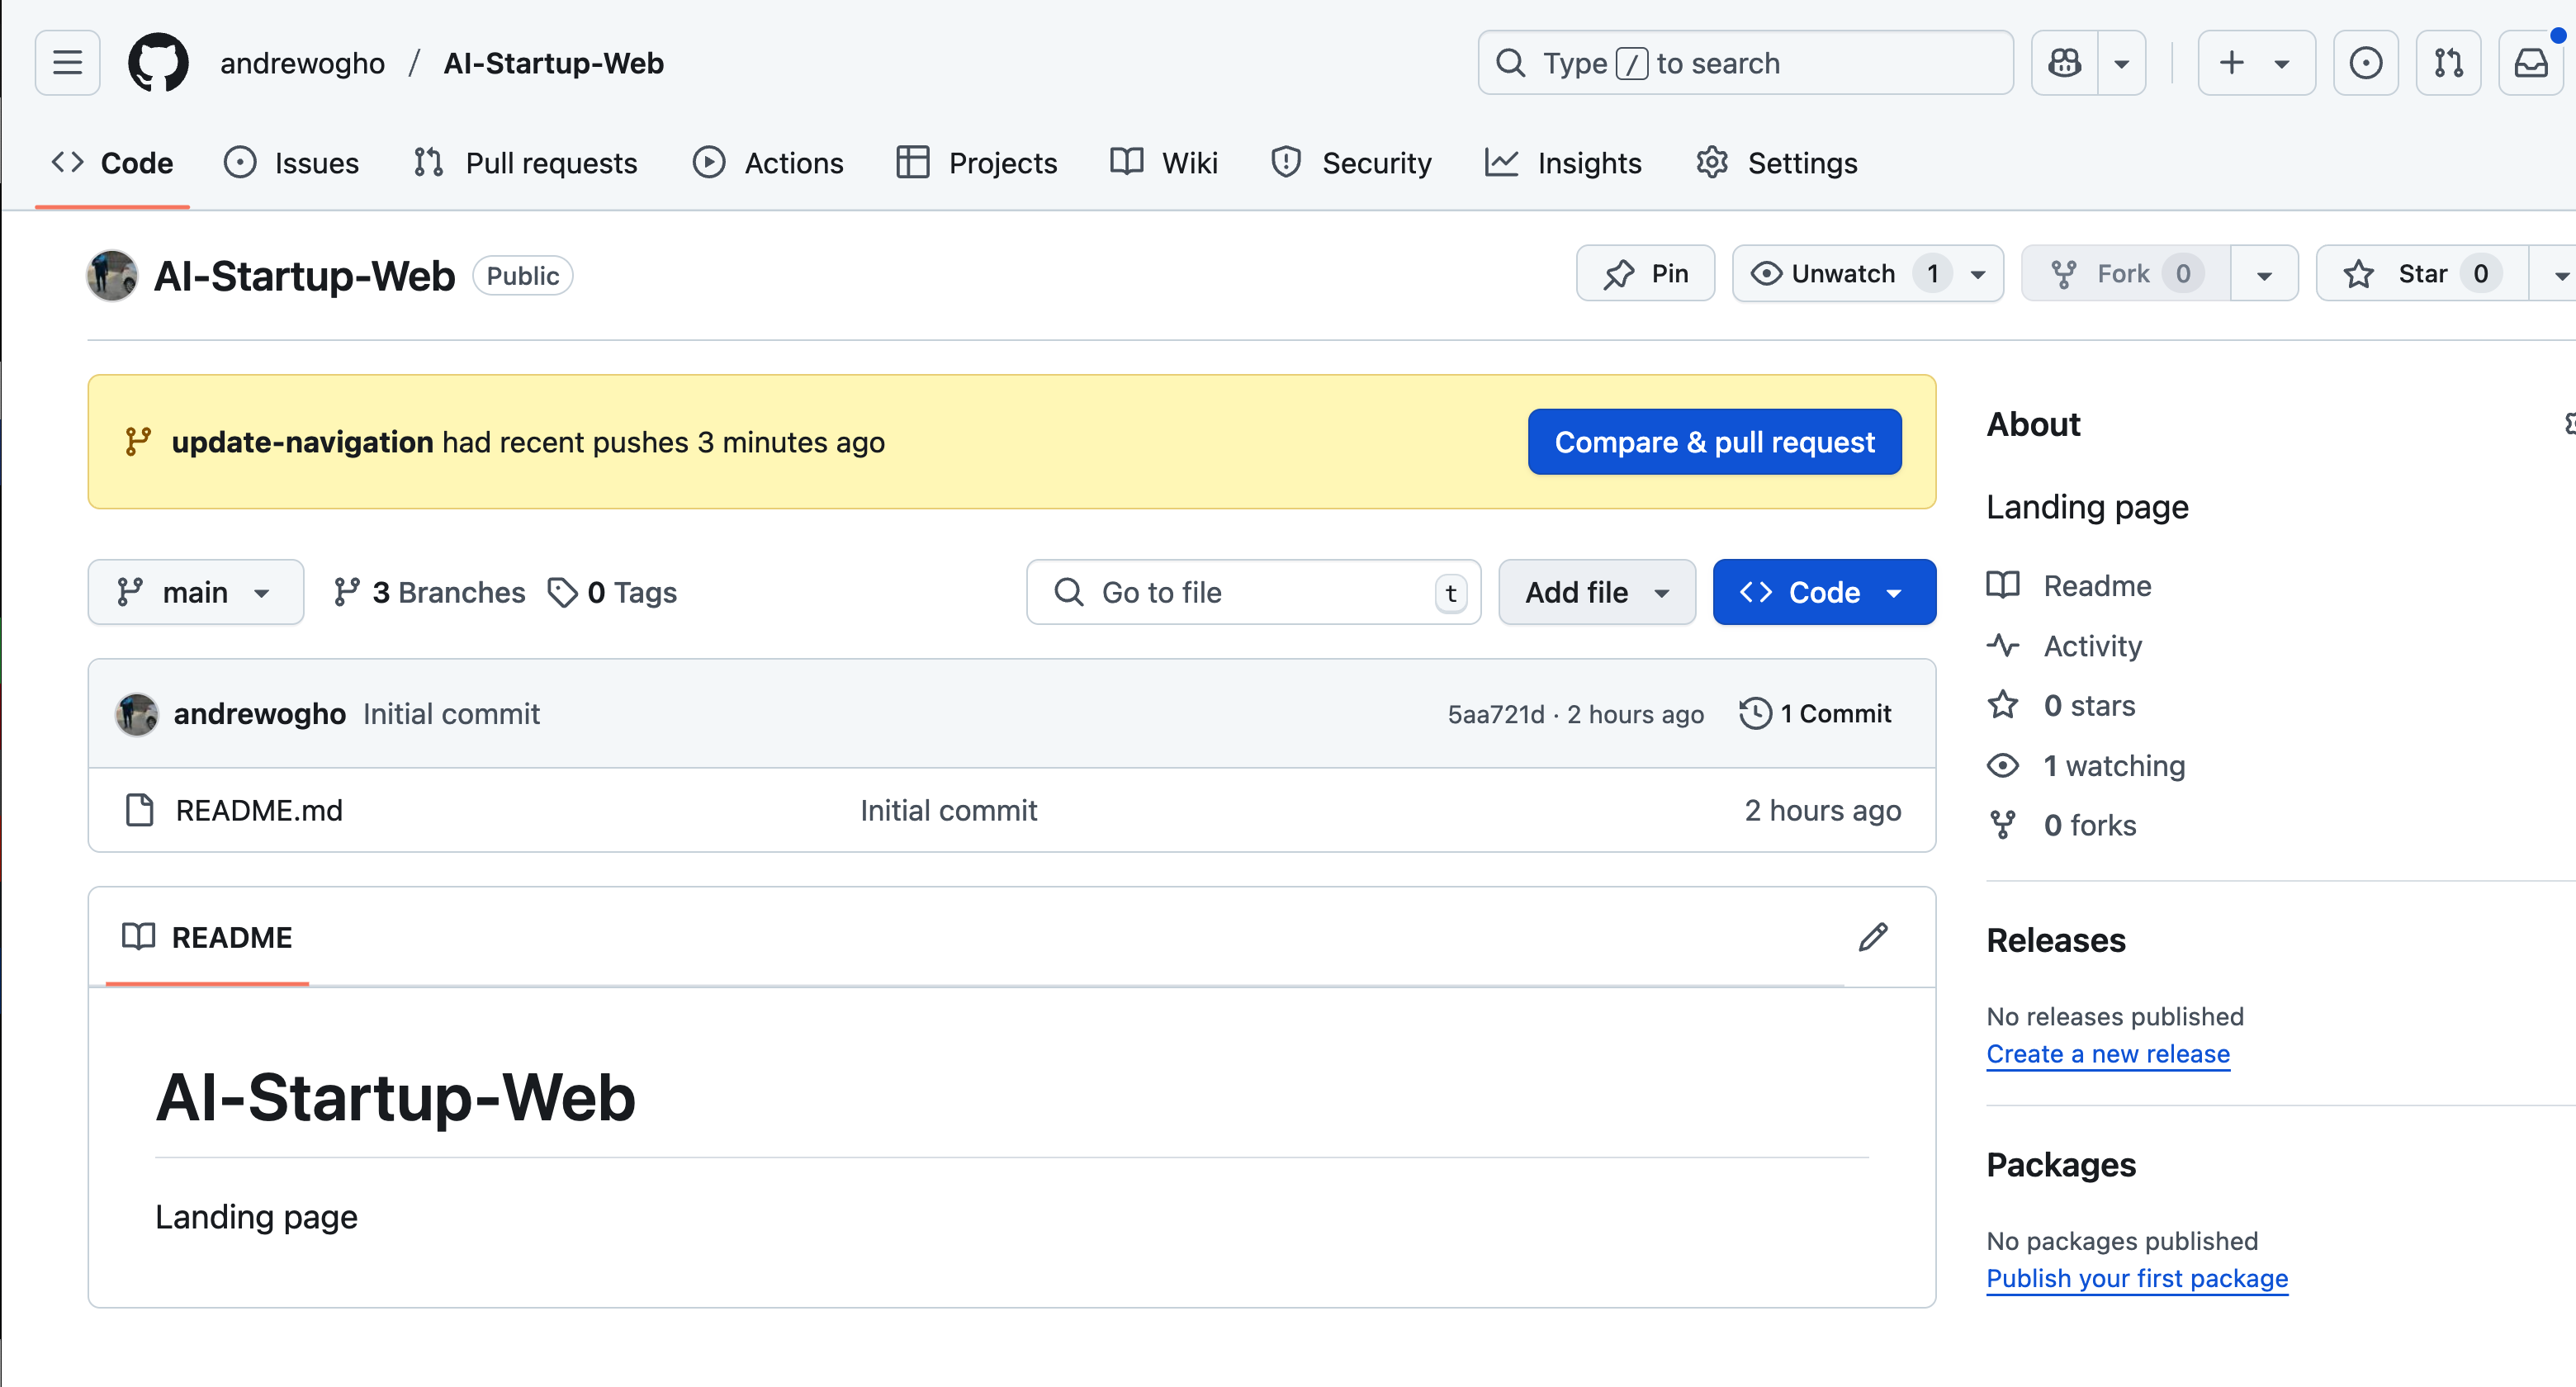 andrewogho / AI-Startup-Web
Type / to search
Code Issues Pull requests Actions Projects Wiki Security Insights Settings
AI-Startup-Web Public
Pin Unwatch 1 Fork 0 Star 0
update-navigation had recent pushes 3 minutes ago
Compare & pull request
main 3 Branches 0 Tags
Go to file t Add file Code
andrewogho Initial commit 5aa721d · 2 hours ago 1 Commit
README.md Initial commit 2 hours ago
README
AI-Startup-Web
Landing page
About
Landing page
Readme
Activity
0 stars
1 watching
0 forks
Releases
No releases published
Create a new release
Packages
No packages published
Publish your first package